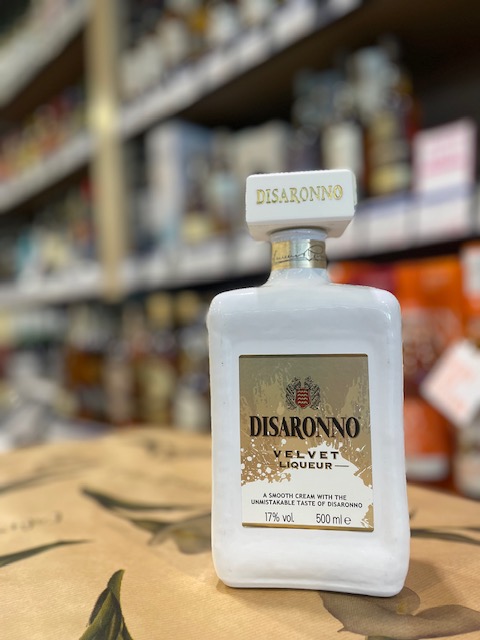 DISARONNO
DISARONNO
VELVET
LIQUEUR
A SMOOTH CREAM WITH THE
UNMISTAKABLE TASTE OF DISARONNO
17% vol. 500 ml ℮